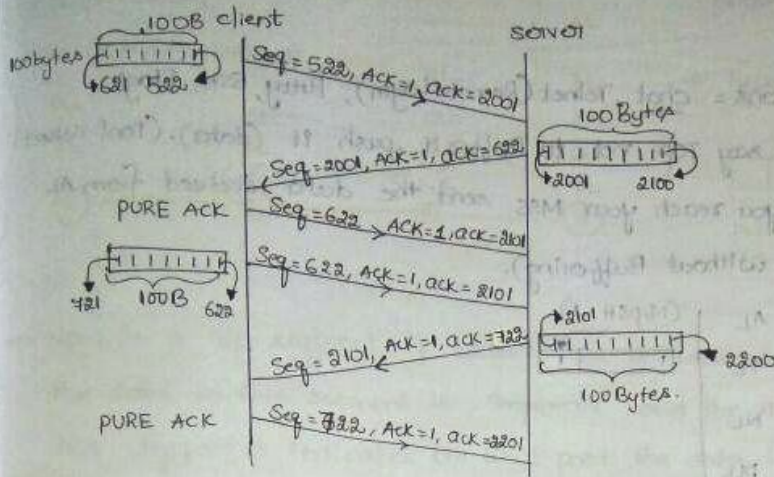 100B client
server
100bytes
621 522
Seq = 522, Ack=1, ack=2001
100 Bytes
Seq = 2001, ACK=1, ack=622
2001 2100
PURE ACK
Seq = 622, ACK=1, ack=2101
Seq = 622, ACK=1, ack = 2101
721 100B 622
2101
Seq = 2101, ACK=1, ack=722
2200
100 Bytes.
PURE ACK
Seq = 722, Ack=1, ack=2201